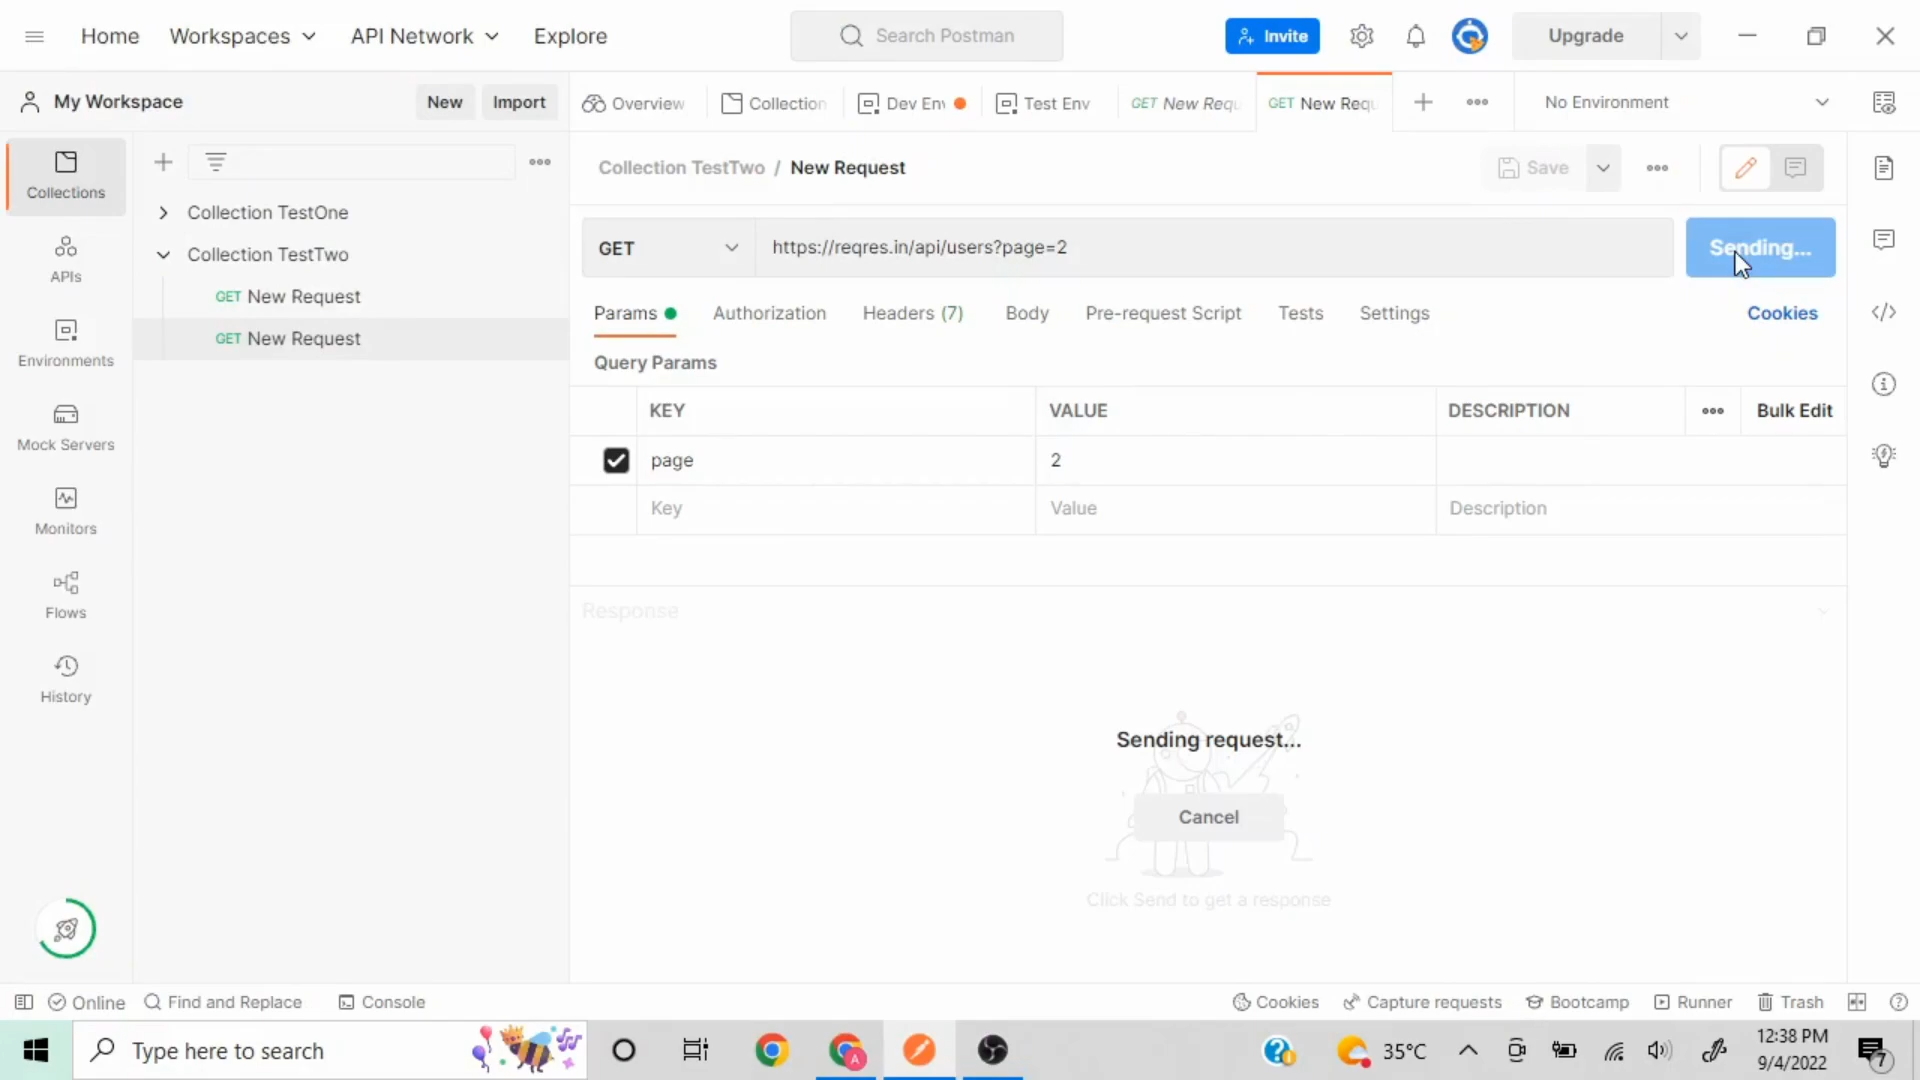 Home Workspaces API Network Explore Search Postman Invite Upgrade
My Workspace New Import Overview Collection Dev Env Test Env GET New Requ GET New Requ No Environment
Collections
APIs
Environments
Mock Servers
Monitors
Flows
History
Collection TestOne
Collection TestTwo
GET New Request
GET New Request
Collection TestTwo / New Request Save
GET https://reqres.in/api/users?page=2 Sending...
Params Authorization Headers (7) Body Pre-request Script Tests Settings Cookies
Query Params
KEY VALUE DESCRIPTION Bulk Edit
page 2
Key Value Description
Response
Sending request...
Cancel
Click Send to get a response
Online Find and Replace Console Cookies Capture requests Bootcamp Runner Trash
Type here to search A 35°C 12:38 PM
9/4/2022 7